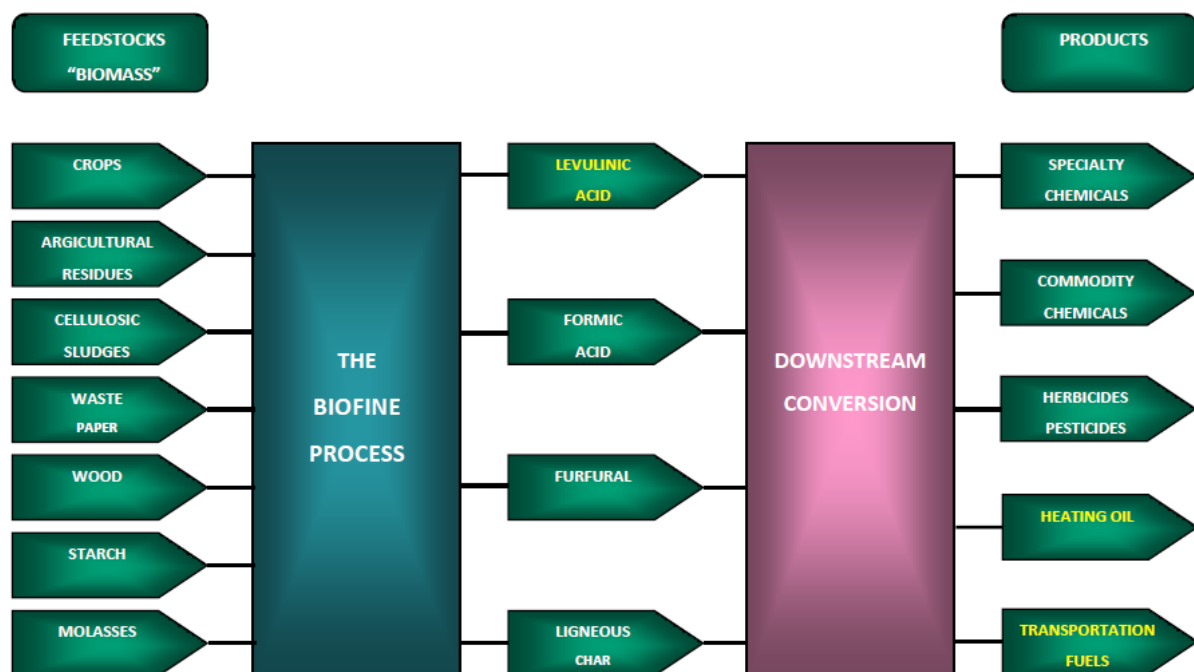 FEEDSTOCKS
“BIOMASS”
PRODUCTS
CROPS
ARGICULTURAL
RESIDUES
CELLULOSIC
SLUDGES
WASTE
PAPER
WOOD
STARCH
MOLASSES
THE
BIOFINE
PROCESS
LEVULINIC
ACID
FORMIC
ACID
FURFURAL
LIGNEOUS
CHAR
DOWNSTREAM
CONVERSION
SPECIALTY
CHEMICALS
COMMODITY
CHEMICALS
HERBICIDES
PESTICIDES
HEATING OIL
TRANSPORTATION
FUELS